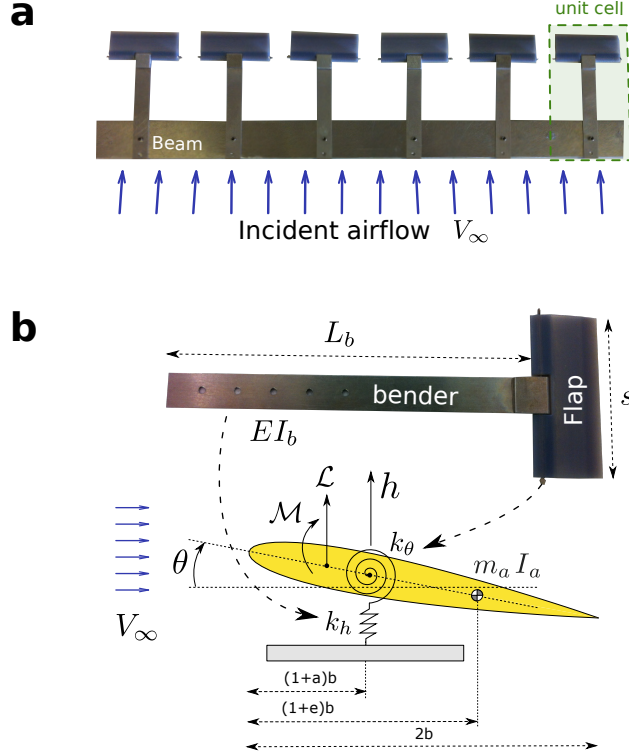 a
unit cell
Beam
Incident airflow V∞
b
L_b
bender
Flap
s
EI_b
ℒ
h
ℳ
k_θ
θ
m_a I_a
V∞
k_h
(1+a)b
(1+e)b
2b